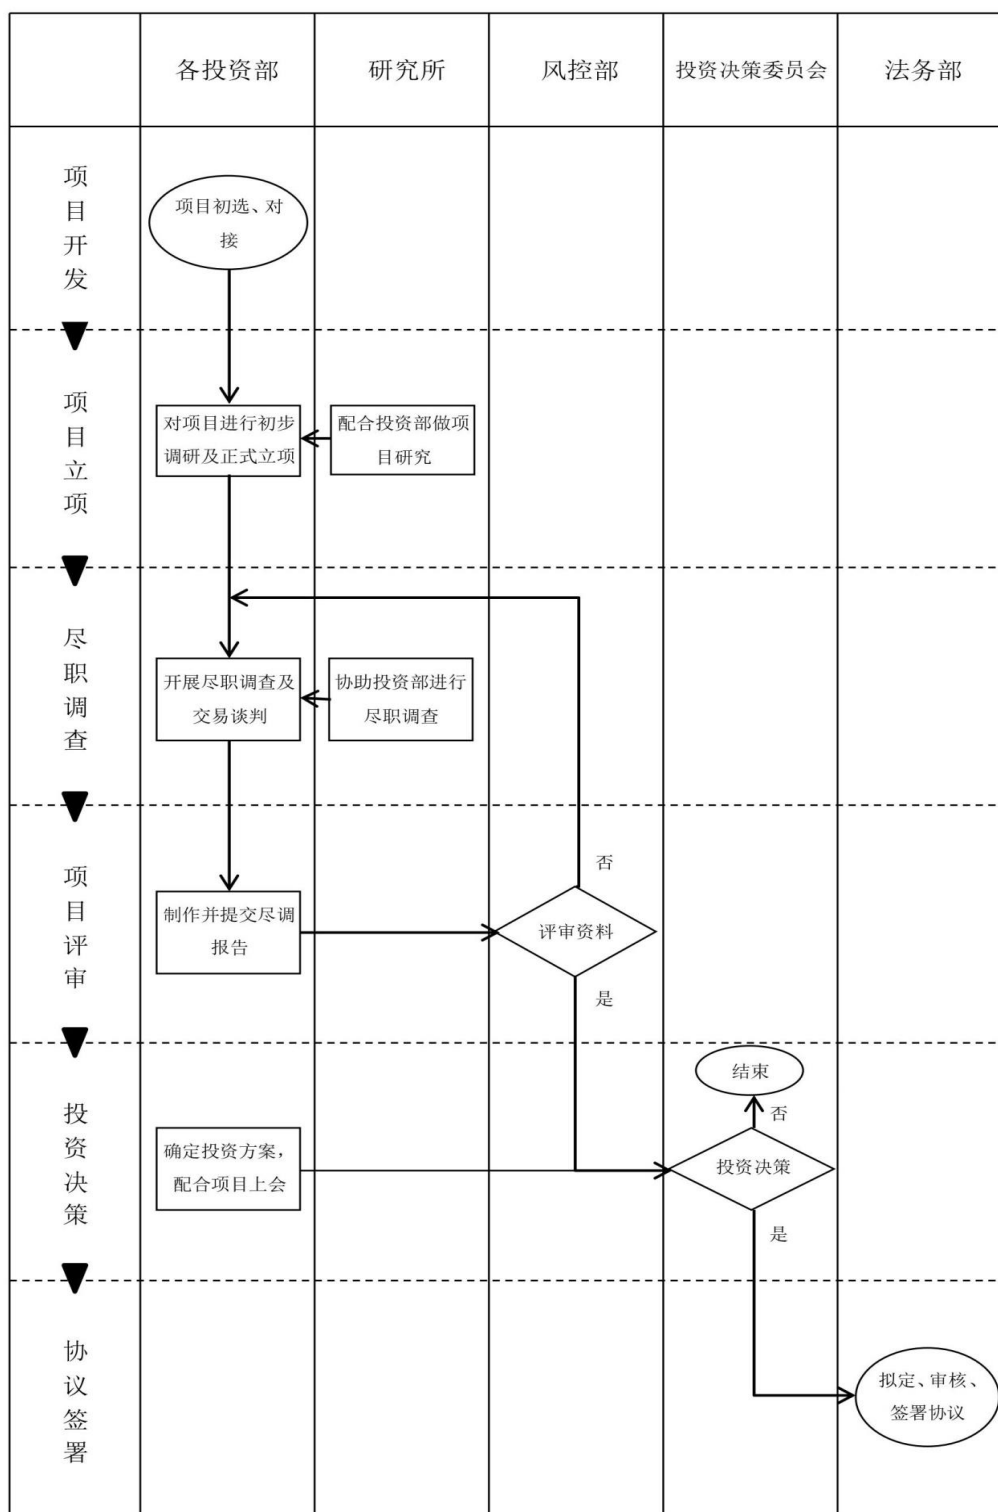 各投资部
研究所
风控部
投资决策委员会
法务部
项
目
开
发
项目初选、对
接
项
目
立
项
对项目进行初步
调研及正式立项
配合投资部做项
目研究
尽
职
调
查
开展尽职调查及
交易谈判
协助投资部进行
尽职调查
项
目
评
审
制作并提交尽调
报告
否
评审资料
是
投
资
决
策
确定投资方案，
配合项目上会
结束
否
投资决策
是
协
议
签
署
拟定、审核、
签署协议